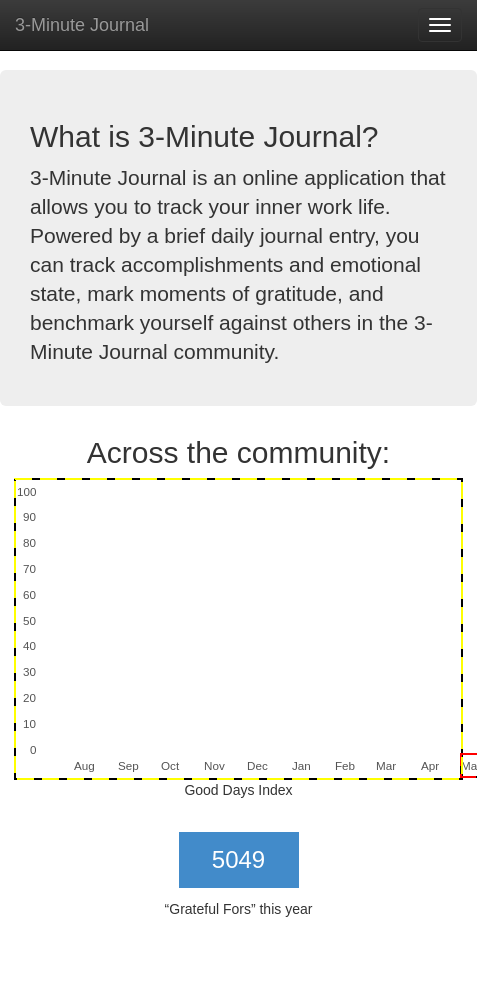 3-Minute Journal
What is 3-Minute Journal?
3-Minute Journal is an online application that
allows you to track your inner work life.
Powered by a brief daily journal entry, you
can track accomplishments and emotional
state, mark moments of gratitude, and
benchmark yourself against others in the 3-
Minute Journal community.
Across the community:
100
90
80
70
60
50
40
30
20
10
0
Aug Sep Oct Nov Dec Jan Feb Mar Apr Ma
Good Days Index
5049
“Grateful Fors” this year